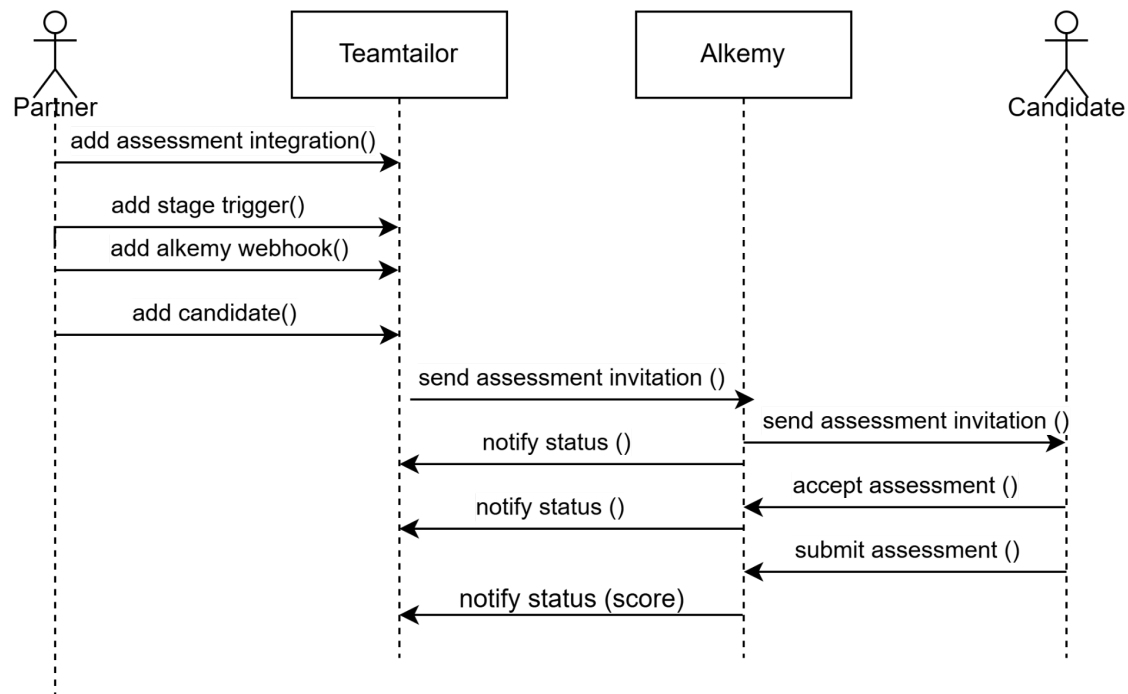 Teamtailor
Alkemy
Partner
Candidate
add assessment integration()
add stage trigger()
add alkemy webhook()
add candidate()
send assessment invitation ()
send assessment invitation ()
notify status ()
accept assessment ()
notify status ()
submit assessment ()
notify status (score)